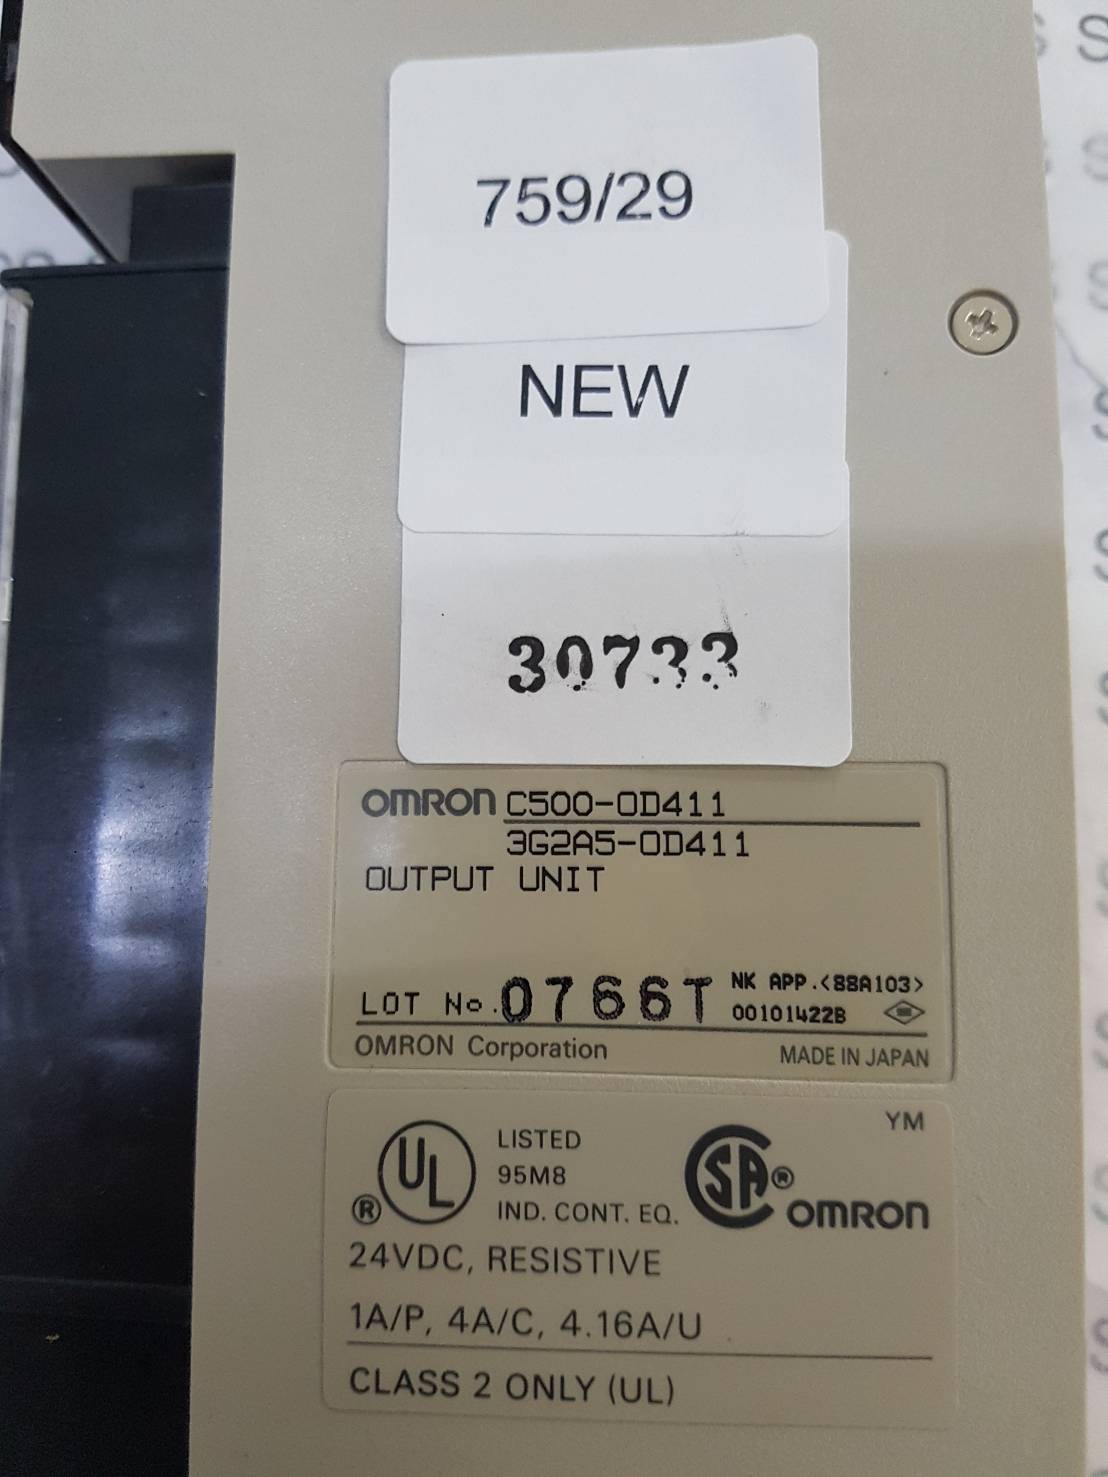 759/29
NEW
30733
OMRON C500-OD411
3G2A5-OD411
OUTPUT UNIT
LOT No. 0766T NK APP.<88A103>
00101422B
OMRON Corporation MADE IN JAPAN
YM
UL LISTED
95M8
IND. CONT. EQ.
® SA® OMRON
24VDC, RESISTIVE
1A/P, 4A/C, 4.16A/U
CLASS 2 ONLY (UL)